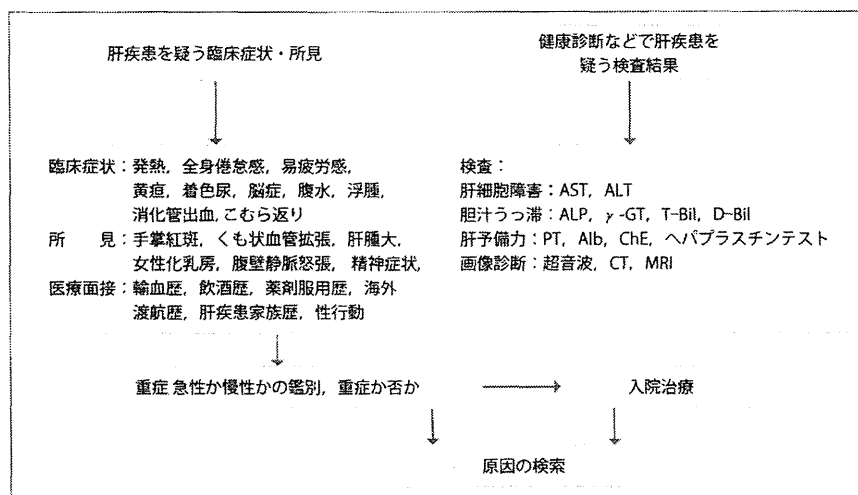 肝疾患を疑う臨床症状・所見
健康診断などで肝疾患を
疑う検査結果
臨床症状：発熱，全身倦怠感，易疲労感，
黄疸，着色尿，脳症，腹水，浮腫，
消化管出血，こむら返り
所　見：手掌紅斑，くも状血管拡張，肝腫大，
女性化乳房，腹壁静脈怒張，精神症状，
医療面接：輸血歴，飲酒歴，薬剤服用歴，海外
渡航歴，肝疾患家族歴，性行動
検査：
肝細胞障害：AST，ALT
胆汁うっ滞：ALP，γ-GT，T-Bil，D-Bil
肝予備力：PT，Alb，ChE，ヘパプラスチンテスト
画像診断：超音波，CT，MRI
重症 急性か慢性かの鑑別，重症か否か
入院治療
原因の検索